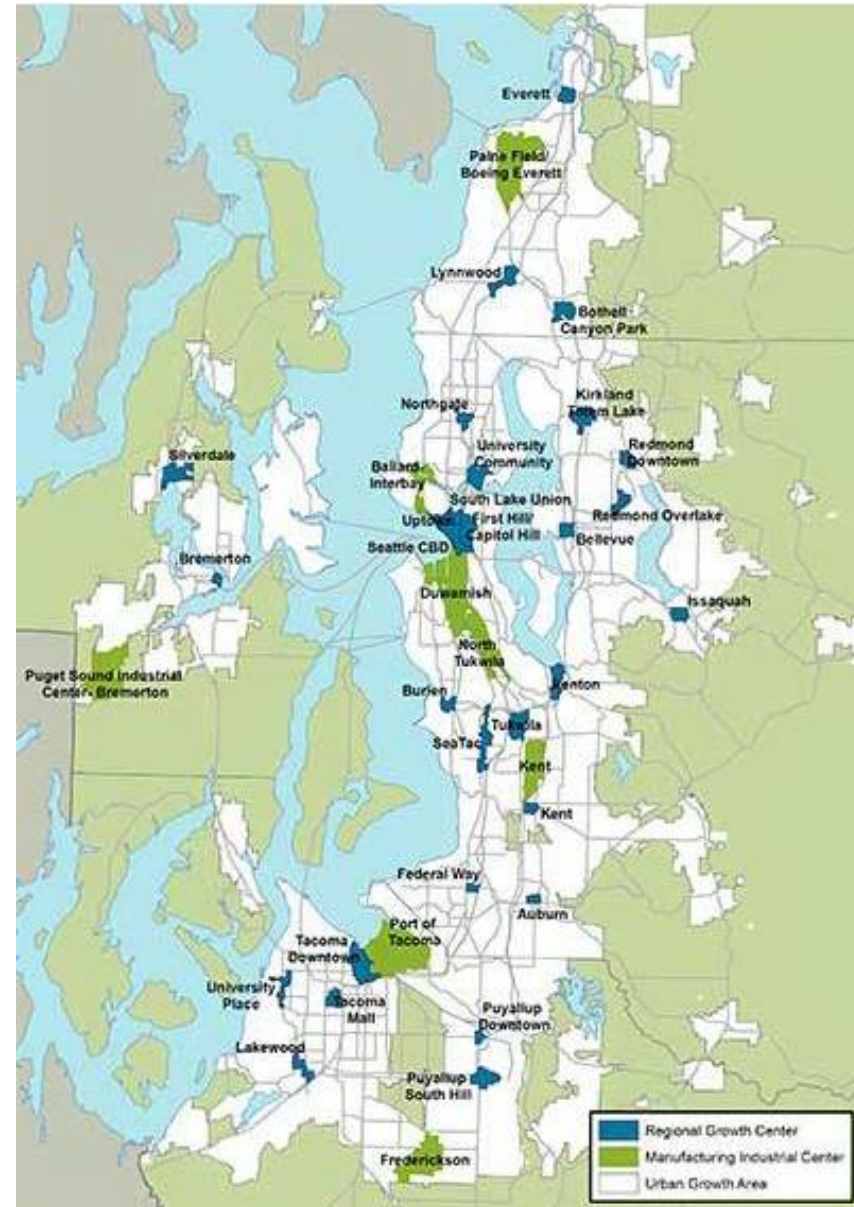 Everett
Paine Field/
Boeing Everett
Lynnwood
Bothell
Canyon Park
Kirkland
Totem Lake
Northgate
University
Community
Redmond
Downtown
Silverdale
Ballard-
Interbay
South Lake Union
Redmond Overlake
Uptown
First Hill/
Capitol Hill
Bellevue
Seattle CBD
Bremerton
Duwamish
Issaquah
North
Tukwila
Puget Sound Industrial
Center- Bremerton
Burien
Renton
Tukwila
SeaTac
Kent
Kent
Federal Way
Auburn
Port of
Tacoma
Tacoma
Downtown
University
Place
Tacoma
Mall
Puyallup
Downtown
Lakewood
Puyallup
South Hill
Frederickson
Regional Growth Center
Manufacturing Industrial Center
Urban Growth Area